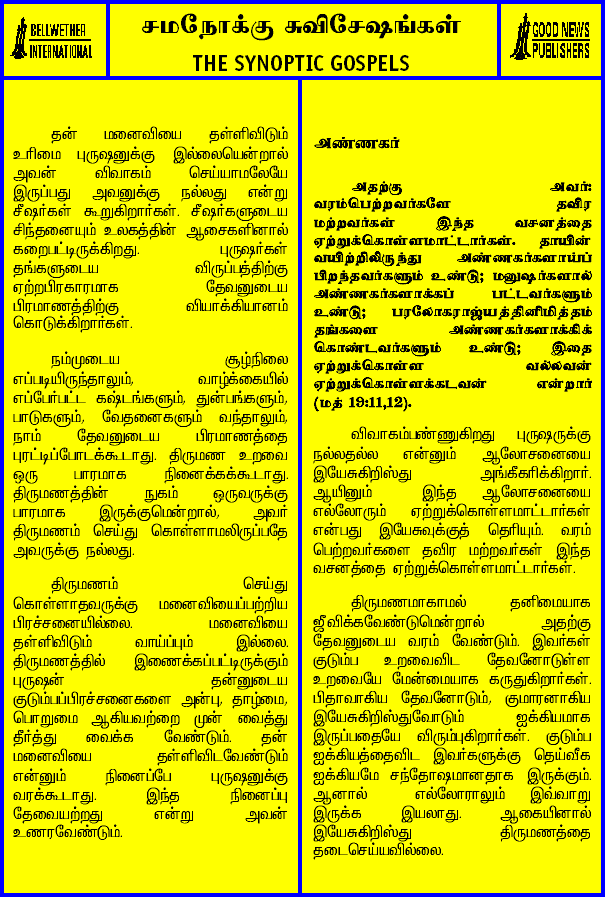 BELLWETHER
INTERNATIONAL
சமநோக்கு சுவிசேஷங்கள்
THE SYNOPTIC GOSPELS
GOOD NEWS
PUBLISHERS
தன் மனைவியை தள்ளிவிடும்
உரிமை புருஷனுக்கு இல்லையென்றால்
அவன் விவாகம் செய்யாமலேயே
இருப்பது அவனுக்கு நல்லது என்று
சீஷர்கள் கூறுகிறார்கள். சீஷர்களுடைய
சிந்தனையும் உலகத்தின் ஆசைகளினால்
கறைபட்டிருக்கிறது. புருஷர்கள்
தங்களுடைய விருப்பத்திற்கு
ஏற்றபிரகாரமாக தேவனுடைய
பிரமாணத்திற்கு வியாக்கியானம்
கொடுக்கிறார்கள்.
நம்முடைய சூழ்நிலை
எப்படியிருந்தாலும், வாழ்க்கையில்
எப்பேர்பட்ட கஷ்டங்களும், துன்பங்களும்,
பாடுகளும், வேதனைகளும் வந்தாலும்,
நாம் தேவனுடைய பிரமாணத்தை
புரட்டிப்போடக்கூடாது. திருமண உறவை
ஒரு பாரமாக நினைக்கக்கூடாது.
திருமணத்தின் நுகம் ஒருவருக்கு
பாரமாக இருக்குமென்றால், அவர்
திருமணம் செய்து கொள்ளாமலிருப்பதே
அவருக்கு நல்லது.
திருமணம் செய்து
கொள்ளாதவருக்கு மனைவியைப்பற்றிய
பிரச்சனையில்லை. மனைவியை
தள்ளிவிடும் வாய்ப்பும் இல்லை.
திருமணத்தில் இணைக்கப்பட்டிருக்கும்
புருஷன் தன்னுடைய
குடும்பப்பிரச்சனைகளை அன்பு, தாழ்மை,
பொறுமை ஆகியவற்றை முன் வைத்து
தீர்த்து வைக்க வேண்டும். தன்
மனைவியை தள்ளிவிடவேண்டும்
என்னும் நினைப்பே புருஷனுக்கு
வரக்கூடாது. இந்த நினைப்பு
தேவையற்றது என்று அவன்
உணரவேண்டும்.
அண்ணகர்
அதற்கு அவர்:
வரம்பெற்றவர்களே தவிர
மற்றவர்கள் இந்த வசனத்தை
ஏற்றுக்கொள்ளமாட்டார்கள். தாயின்
வயிற்றிலிருந்து அண்ணகர்களாய்ப்
பிறந்தவர்களும் உண்டு; மனுஷர்களால்
அண்ணகர்களாக்கப் பட்டவர்களும்
உண்டு; பரலோகராஜ்யத்தினிமித்தம்
தங்களை அண்ணகர்களாக்கிக்
கொண்டவர்களும் உண்டு; இதை
ஏற்றுக்கொள்ள வல்லவன்
ஏற்றுக்கொள்ளக்கடவன் என்றார்
(மத் 19:11,12).
விவாகம்பண்ணுகிறது புருஷருக்கு
நல்லதல்ல என்னும் ஆலோசனையை
இயேசுகிறிஸ்து அங்கீகரிக்கிறார்.
ஆயினும் இந்த ஆலோசனையை
எல்லோரும் ஏற்றுக்கொள்ளமாட்டார்கள்
என்பது இயேசுவுக்குத் தெரியும். வரம்
பெற்றவர்களை தவிர மற்றவர்கள் இந்த
வசனத்தை ஏற்றுக்கொள்ளமாட்டார்கள்.
திருமணமாகாமல் தனிமையாக
ஜீவிக்கவேண்டுமென்றால் அதற்கு
தேவனுடைய வரம் வேண்டும். இவர்கள்
குடும்ப உறவைவிட தேவனோடுள்ள
உறவையே மேன்மையாக கருதுகிறார்கள்.
பிதாவாகிய தேவனோடும், குமாரனாகிய
இயேசுகிறிஸ்துவோடும் ஐக்கியமாக
இருப்பதையே விரும்புகிறார்கள். குடும்ப
ஐக்கியத்தைவிட இவர்களுக்கு தெய்வீக
ஐக்கியமே சந்தோஷமானதாக இருக்கும்.
ஆனால் எல்லோராலும் இவ்வாறு
இருக்க இயலாது. ஆகையினால்
இயேசுகிறிஸ்து திருமணத்தை
தடைசெய்யவில்லை.